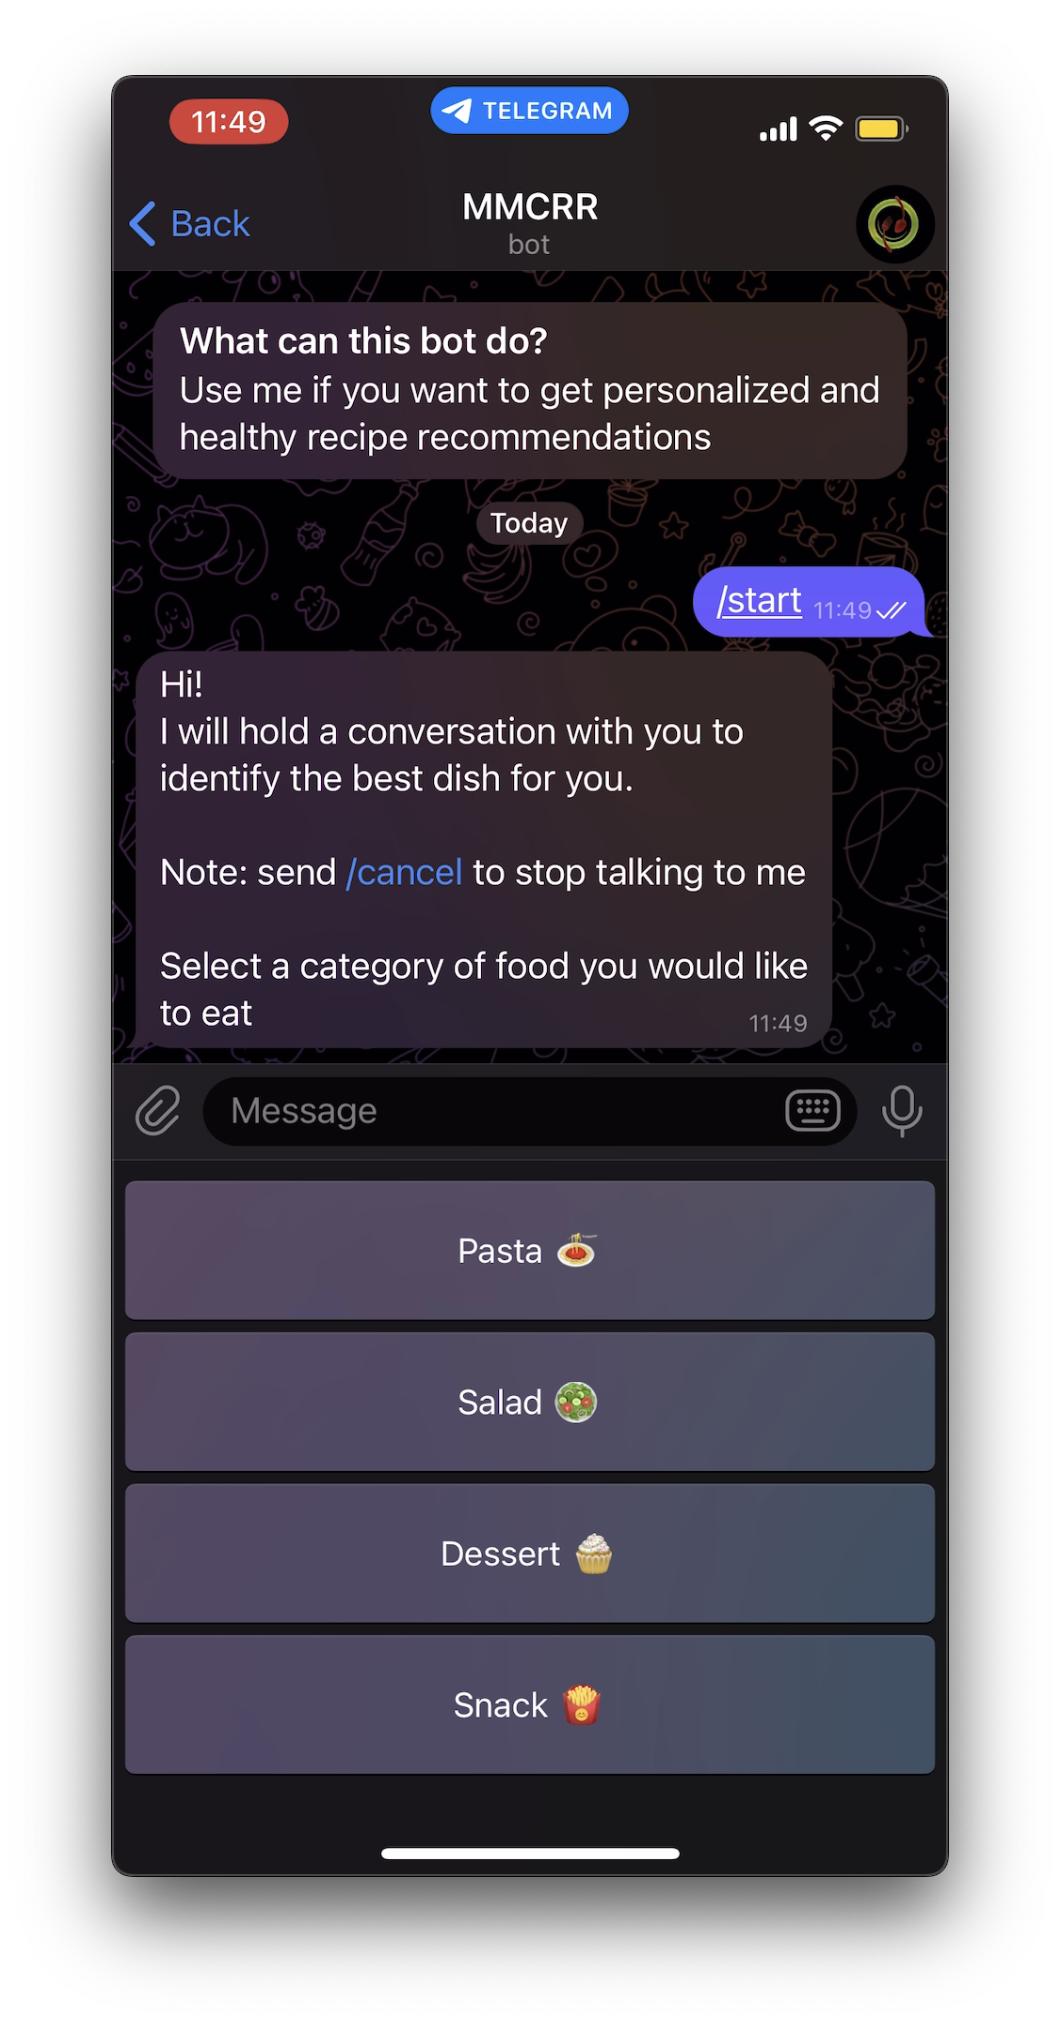 11:49
TELEGRAM
Back
MMCRR
bot
What can this bot do?
Use me if you want to get personalized and
healthy recipe recommendations
Today
/start 11:49
Hi!
I will hold a conversation with you to
identify the best dish for you.
Note: send /cancel to stop talking to me
Select a category of food you would like
to eat
11:49
Message
Pasta 🍝
Salad 🥗
Dessert 🧁
Snack 🍟